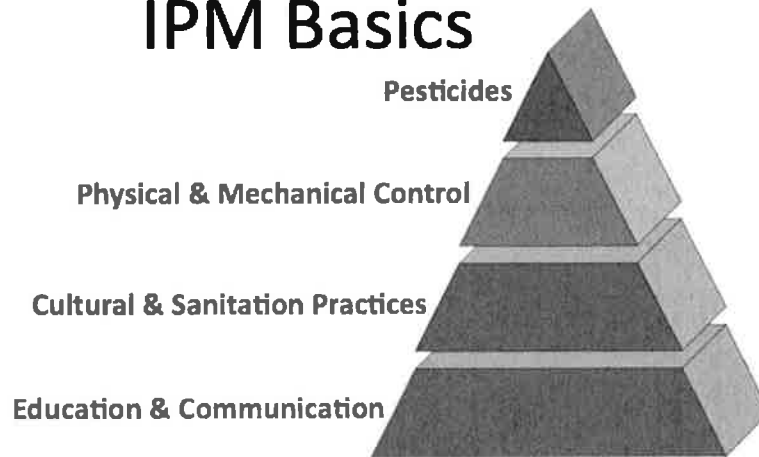 IPM Basics
Pesticides
Physical & Mechanical Control
Cultural & Sanitation Practices
Education & Communication